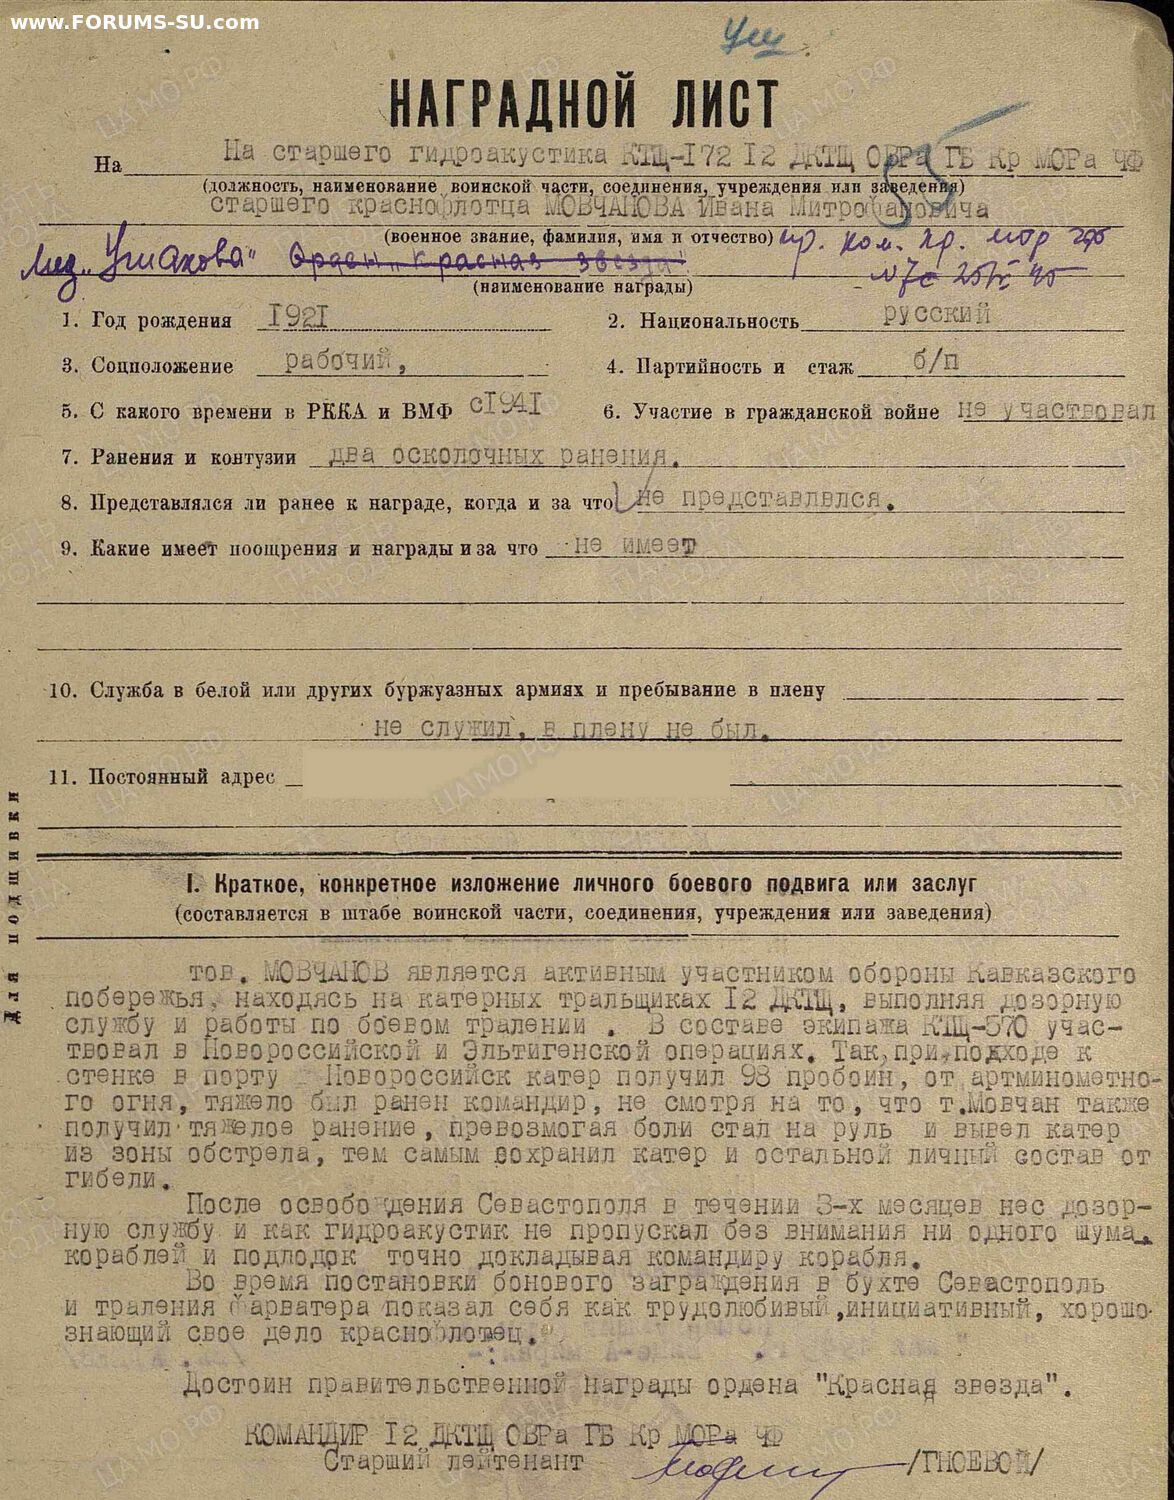 www.FORUMS-SU.com
НАГРАДНОЙ ЛИСТ
На На старшего гидроакустика КТЩ-172 12 ДКТЩ ОВРа ГБ Кр МОРа ЧФ
(должность, наименование воинской части, соединения, учреждения или заведения)
старшего краснофлотца МОВЧАНОВА Ивана Митрофановича
(военное звание, фамилия, имя и отчество) пр. ком. Кр. мор
Мед. „Ушакова" Орден „Красная звезда"
(наименование награды)
1. Год рождения 1921 2. Национальность русский
3. Соцположение рабочий, 4. Партийность и стаж б/п
5. С какого времени в РККА и ВМФ с1941 6. Участие в гражданской войне не участвовал
7. Ранения и контузии два осколочных ранения.
8. Представлялся ли ранее к награде, когда и за что не представлялся.
9. Какие имеет поощрения и награды и за что не имеет
10. Служба в белой или других буржуазных армиях и пребывание в плену
не служил, в плену не был.
11. Постоянный адрес
Для подшивки
I. Краткое, конкретное изложение личного боевого подвига или заслуг
(составляется в штабе воинской части, соединения, учреждения или заведения)
тов. МОВЧАНОВ является активным участником обороны Кавказского
побережья, находясь на катерных тральщиках 12 ДКТЩ, выполняя дозорную
службу и работы по боевом тралении . В составе экипажа КТЩ-570 учас-
твовал в Новороссийской и Эльтигенской операциях. Так, при подходе к
стенке в порту Новороссийск катер получил 98 пробоин, от артминометно-
го огня, тяжело был ранен командир, не смотря на то, что т.Мовчан также
получил тяжелое ранение, превозмогая боли стал на руль и вывел катер
из зоны обстрела, тем самым сохранил катер и остальной личный состав от
гибели.
После освобождения Севастополя в течении 3-х месяцев нес дозор-
ную службу и как гидроакустик не пропускал без внимания ни одного шума
кораблей и подлодок точно докладывая командиру корабля.
Во время постановки бонового заграждения в бухте Севастополь
и траления фарватера показал себя как трудолюбивый,инициативный, хорошо
знающий свое дело краснофлотец.
Достоин правительственной награды ордена "Красная звезда".
КОМАНДИР 12 ДКТЩ ОВРа ГБ Кр МОРа ЧФ
Старший лейтенант /ГНОЕВОЙ/